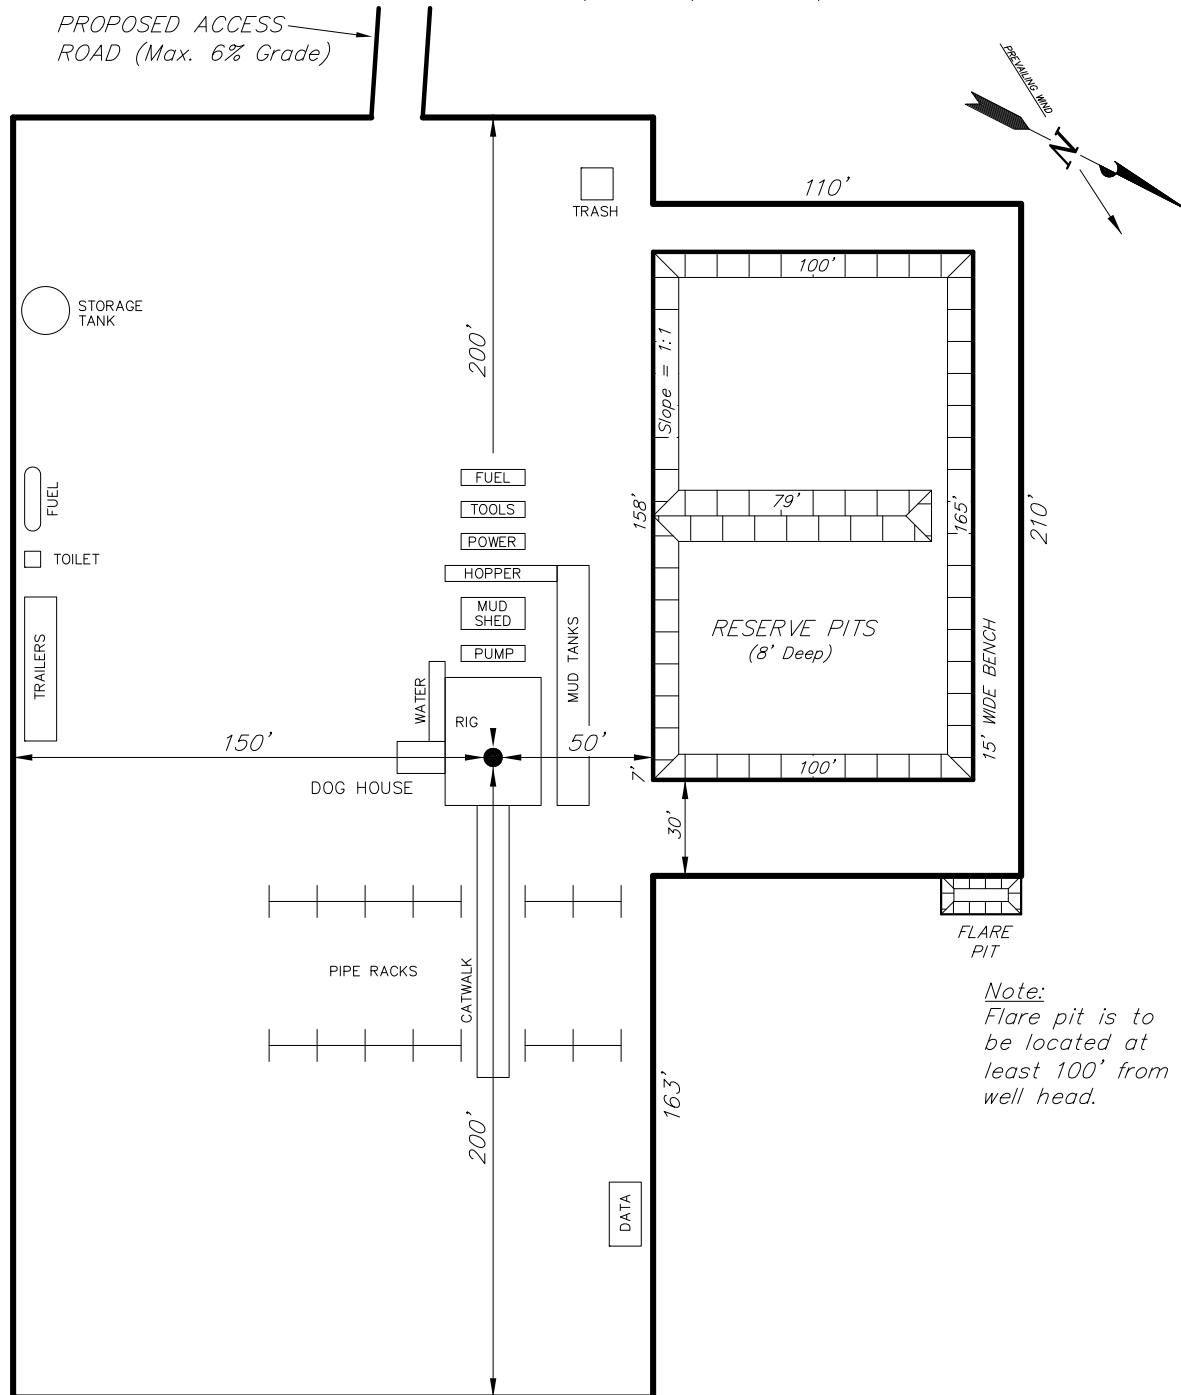 PROPOSED ACCESS
ROAD (Max. 6% Grade)
PREVAILING WIND
N
110'
TRASH
100'
STORAGE
TANK
200'
Slope = 1:1
FUEL
FUEL
TOOLS
79'
158'
165'
210'
POWER
TOILET
HOPPER
MUD
SHED
RESERVE PITS
(8' Deep)
MUD TANKS
TRAILERS
PUMP
WATER
RIG
15' WIDE BENCH
150'
50'
7'
100'
DOG HOUSE
30'
FLARE
PIT
PIPE RACKS
CATWALK
Note:
Flare pit is to
be located at
least 100' from
well head.
163'
200'
DATA